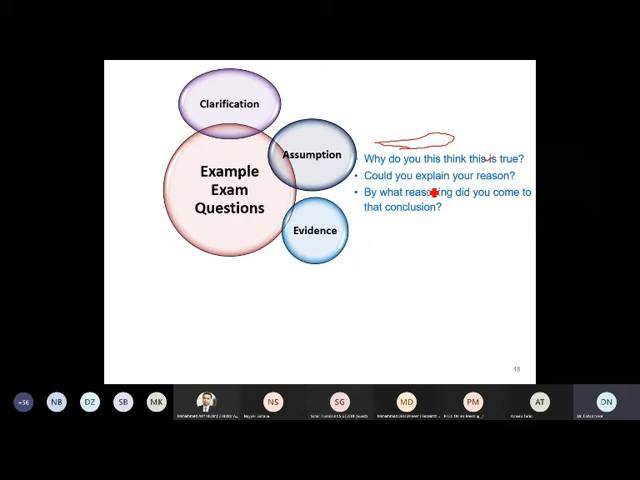 Clarification
Assumption
Example
Exam
Questions
Evidence
Why do you this think this is true?
Could you explain your reason?
By what reasoning did you come to
that conclusion?
48
+56
NB
DZ
SB
MK
NS
SG
MD
PM
AT
DN